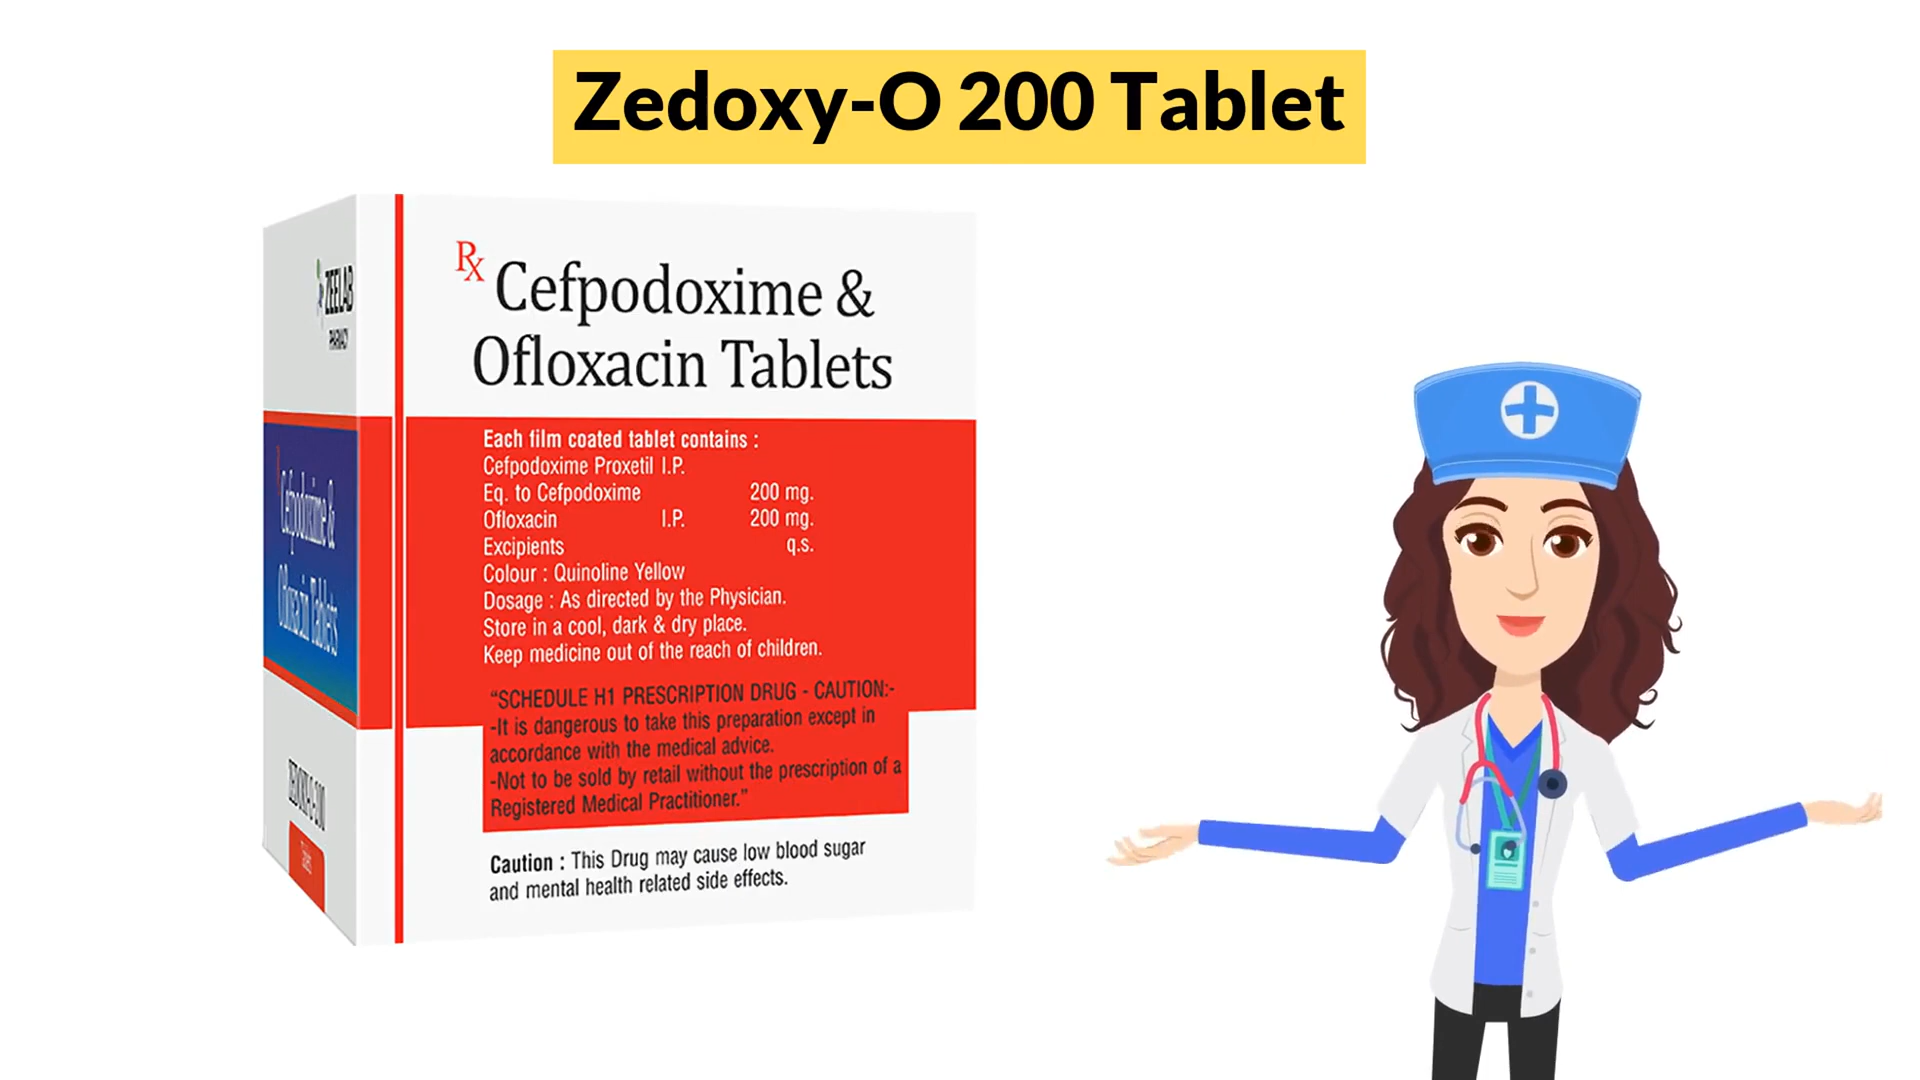 Zedoxy-O 200 Tablet
ZEELAB
PHARMACY
Rx Cefpodoxime &
Ofloxacin Tablets
Each film coated tablet contains :
Cefpodoxime Proxetil I.P.
Eq. to Cefpodoxime 200 mg.
Ofloxacin I.P. 200 mg.
Excipients q.s.
Colour : Quinoline Yellow
Dosage : As directed by the Physician.
Store in a cool, dark & dry place.
Keep medicine out of the reach of children.
“SCHEDULE H1 PRESCRIPTION DRUG - CAUTION:-
-It is dangerous to take this preparation except in
accordance with the medical advice.
-Not to be sold by retail without the prescription of a
Registered Medical Practitioner.”
Caution : This Drug may cause low blood sugar
and mental health related side effects.
Cefpodoxime &
Ofloxacin Tablets
ZEDOXY-O 200
Tablets